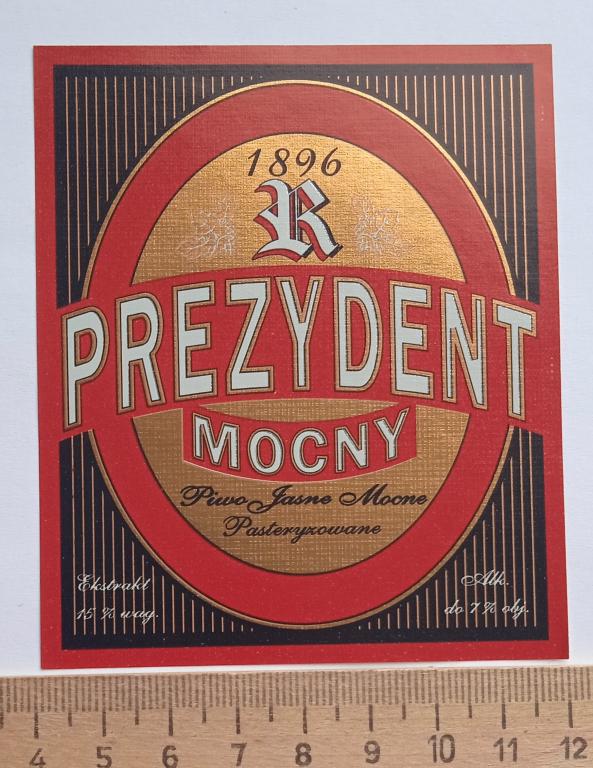 1896
R
PREZYDENT
MOCNY
Piwo Jasne Mocne
Pasteryzowane
Ekstrakt
15 % wag.
Alk.
do 7 % obj.
4 5 6 7 8 9 10 11 12